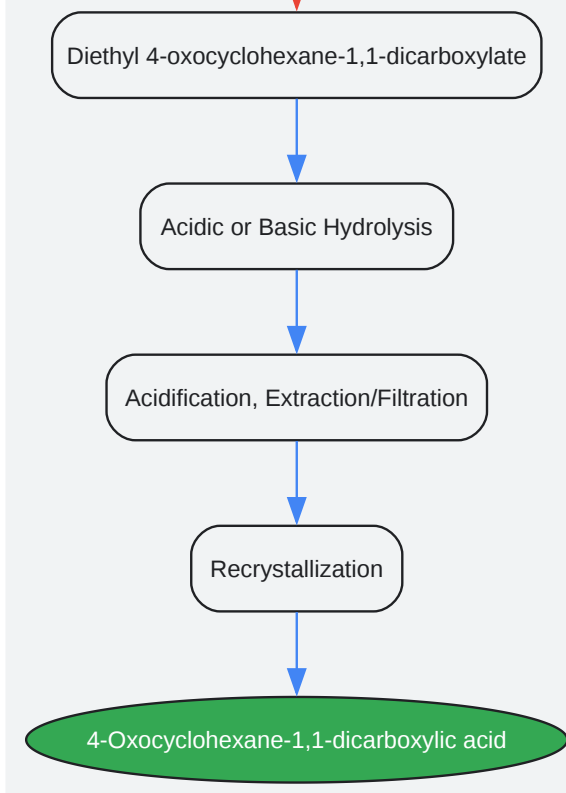 Diethyl 4-oxocyclohexane-1,1-dicarboxylate
Acidic or Basic Hydrolysis
Acidification, Extraction/Filtration
Recrystallization
4-Oxocyclohexane-1,1-dicarboxylic acid